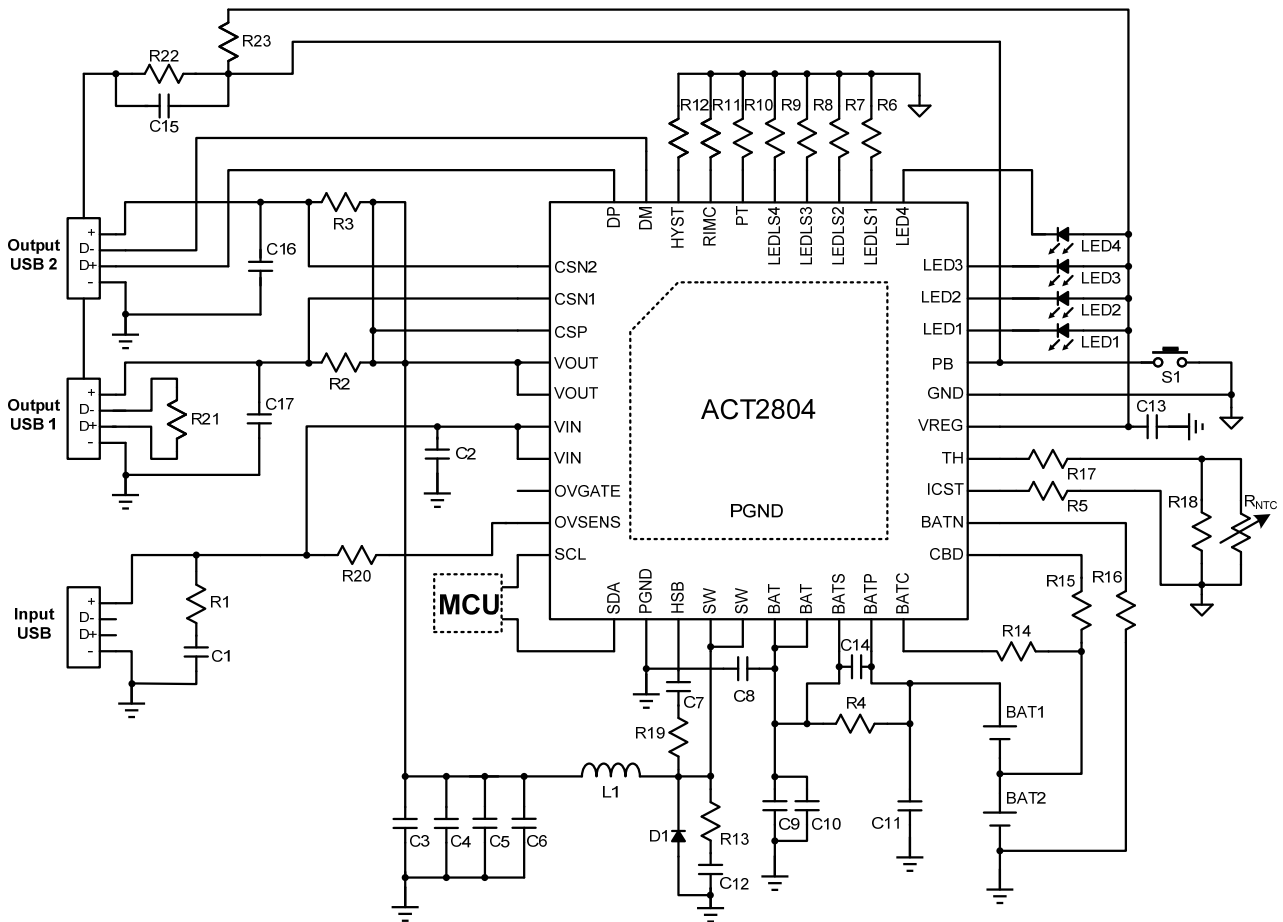 R23
R22
C15
R12
R11
R10
R9
R8
R7
R6
Output
USB 2
+
D-
D+
-
R3
C16
DP
DM
HYST
RIMC
PT
LEDLS4
LEDLS3
LEDLS2
LEDLS1
LED4
LED4
LED3
LED2
LED1
CSN2
CSN1
CSP
VOUT
VOUT
VIN
VIN
OVGATE
OVSENS
SCL
LED3
LED2
LED1
PB
GND
VREG
TH
ICST
BATN
CBD
ACT2804
PGND
S1
C13
Output
USB 1
+
D-
D+
-
R21
C17
R2
C2
R17
R5
R18
RNTC
R20
Input
USB
+
D-
D+
-
R1
C1
MCU
SDA
PGND
HSB
SW
SW
BAT
BAT
BATS
BATP
BATC
R15
R16
R14
C14
C8
C7
R4
R19
BAT1
BAT2
L1
C3
C4
C5
C6
D1
R13
C12
C9
C10
C11